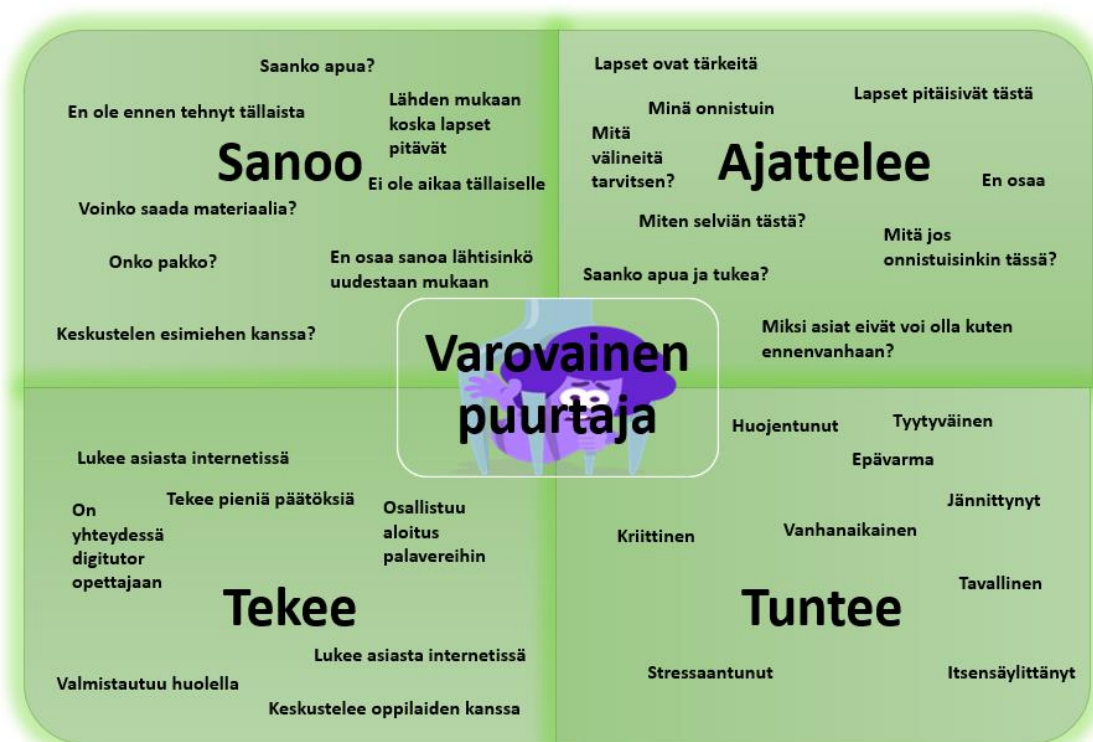 Saanko apua?
En ole ennen tehnyt tällaista
Lähden mukaan
koska lapset
pitävät
Sanoo
Ei ole aikaa tällaiselle
Voinko saada materiaalia?
Onko pakko?
En osaa sanoa lähtisinkö
uudestaan mukaan
Keskustelen esimiehen kanssa?
Lapset ovat tärkeitä
Lapset pitäisivät tästä
Minä onnistuin
Mitä
välineitä
tarvitsen?
Ajattelee
En osaa
Miten selviän tästä?
Mitä jos
onnistuisinkin tässä?
Saanko apua ja tukea?
Miksi asiat eivät voi olla kuten
ennenvanhaan?
Varovainen
puurtaja
Lukee asiasta internetissä
Tekee pieniä päätöksiä
On
yhteydessä
digitutor
opettajaan
Osallistuu
aloitus
palavereihin
Tekee
Lukee asiasta internetissä
Valmistautuu huolella
Keskustelee oppilaiden kanssa
Huojentunut
Tyytyväinen
Epävarma
Jännittynyt
Kriittinen
Vanhanaikainen
Tavallinen
Tuntee
Stressaantunut
Itsensäylittänyt